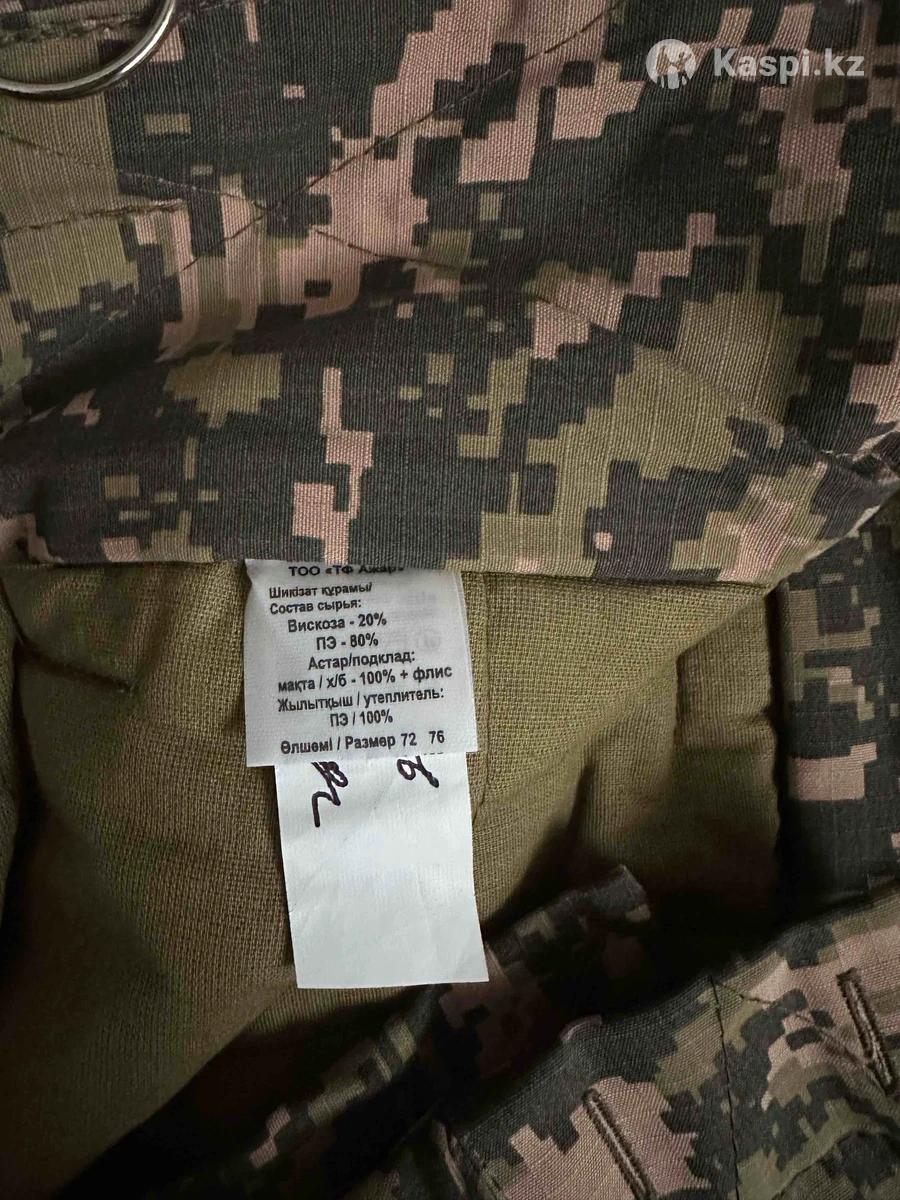 Kaspi.kz
ТОО «ТФ Ажар»
Шикізат құрамы/
Состав сырья:
Вискоза - 20%
ПЭ - 80%
Астар/подклад:
мақта / х/б - 100% + флис
Жылытқыш / утеплитель:
ПЭ / 100%
Өлшемі / Размер 72 76